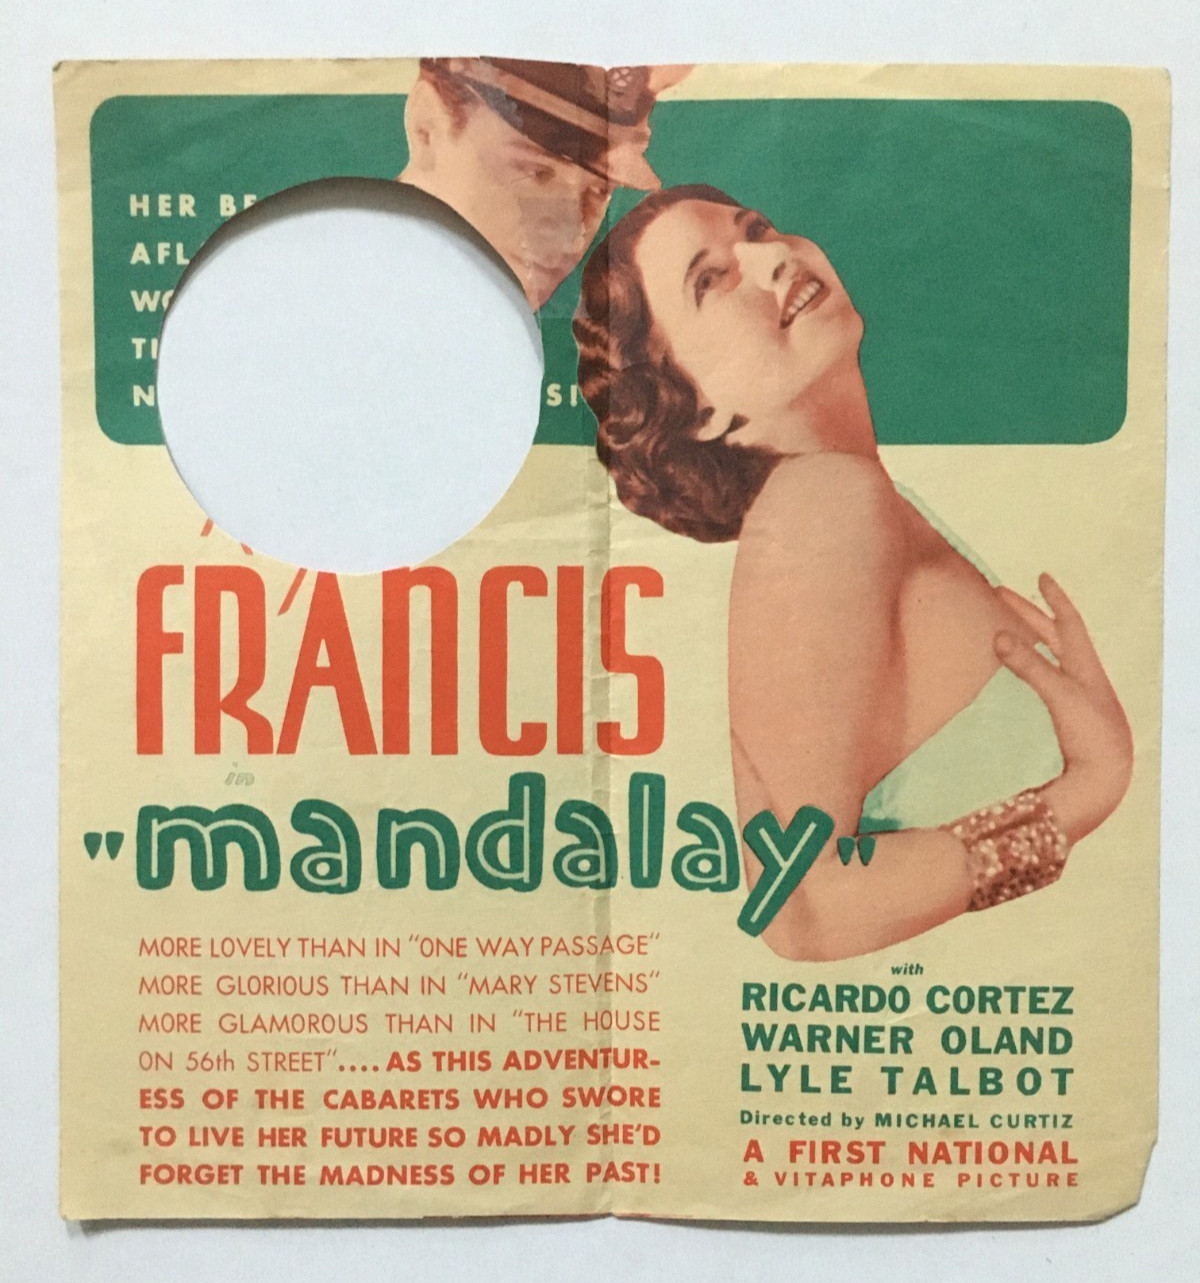 HER BE
AFL
WO
TI
N SI
FRANCIS
in
"mandalay"
MORE LOVELY THAN IN "ONE WAY PASSAGE"
MORE GLORIOUS THAN IN "MARY STEVENS"
MORE GLAMOROUS THAN IN "THE HOUSE
ON 56th STREET".... AS THIS ADVENTUR-
ESS OF THE CABARETS WHO SWORE
TO LIVE HER FUTURE SO MADLY SHE'D
FORGET THE MADNESS OF HER PAST!
with
RICARDO CORTEZ
WARNER OLAND
LYLE TALBOT
Directed by MICHAEL CURTIZ
A FIRST NATIONAL
& VITAPHONE PICTURE